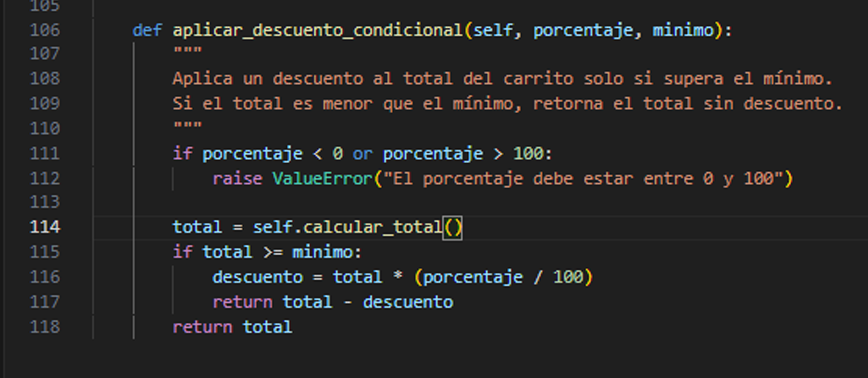 105
106 def aplicar_descuento_condicional(self, porcentaje, minimo):
107 """
108 Aplica un descuento al total del carrito solo si supera el mínimo.
109 Si el total es menor que el mínimo, retorna el total sin descuento.
110 """
111 if porcentaje < 0 or porcentaje > 100:
112 raise ValueError("El porcentaje debe estar entre 0 y 100")
113
114 total = self.calcular_total()
115 if total >= minimo:
116 descuento = total * (porcentaje / 100)
117 return total - descuento
118 return total